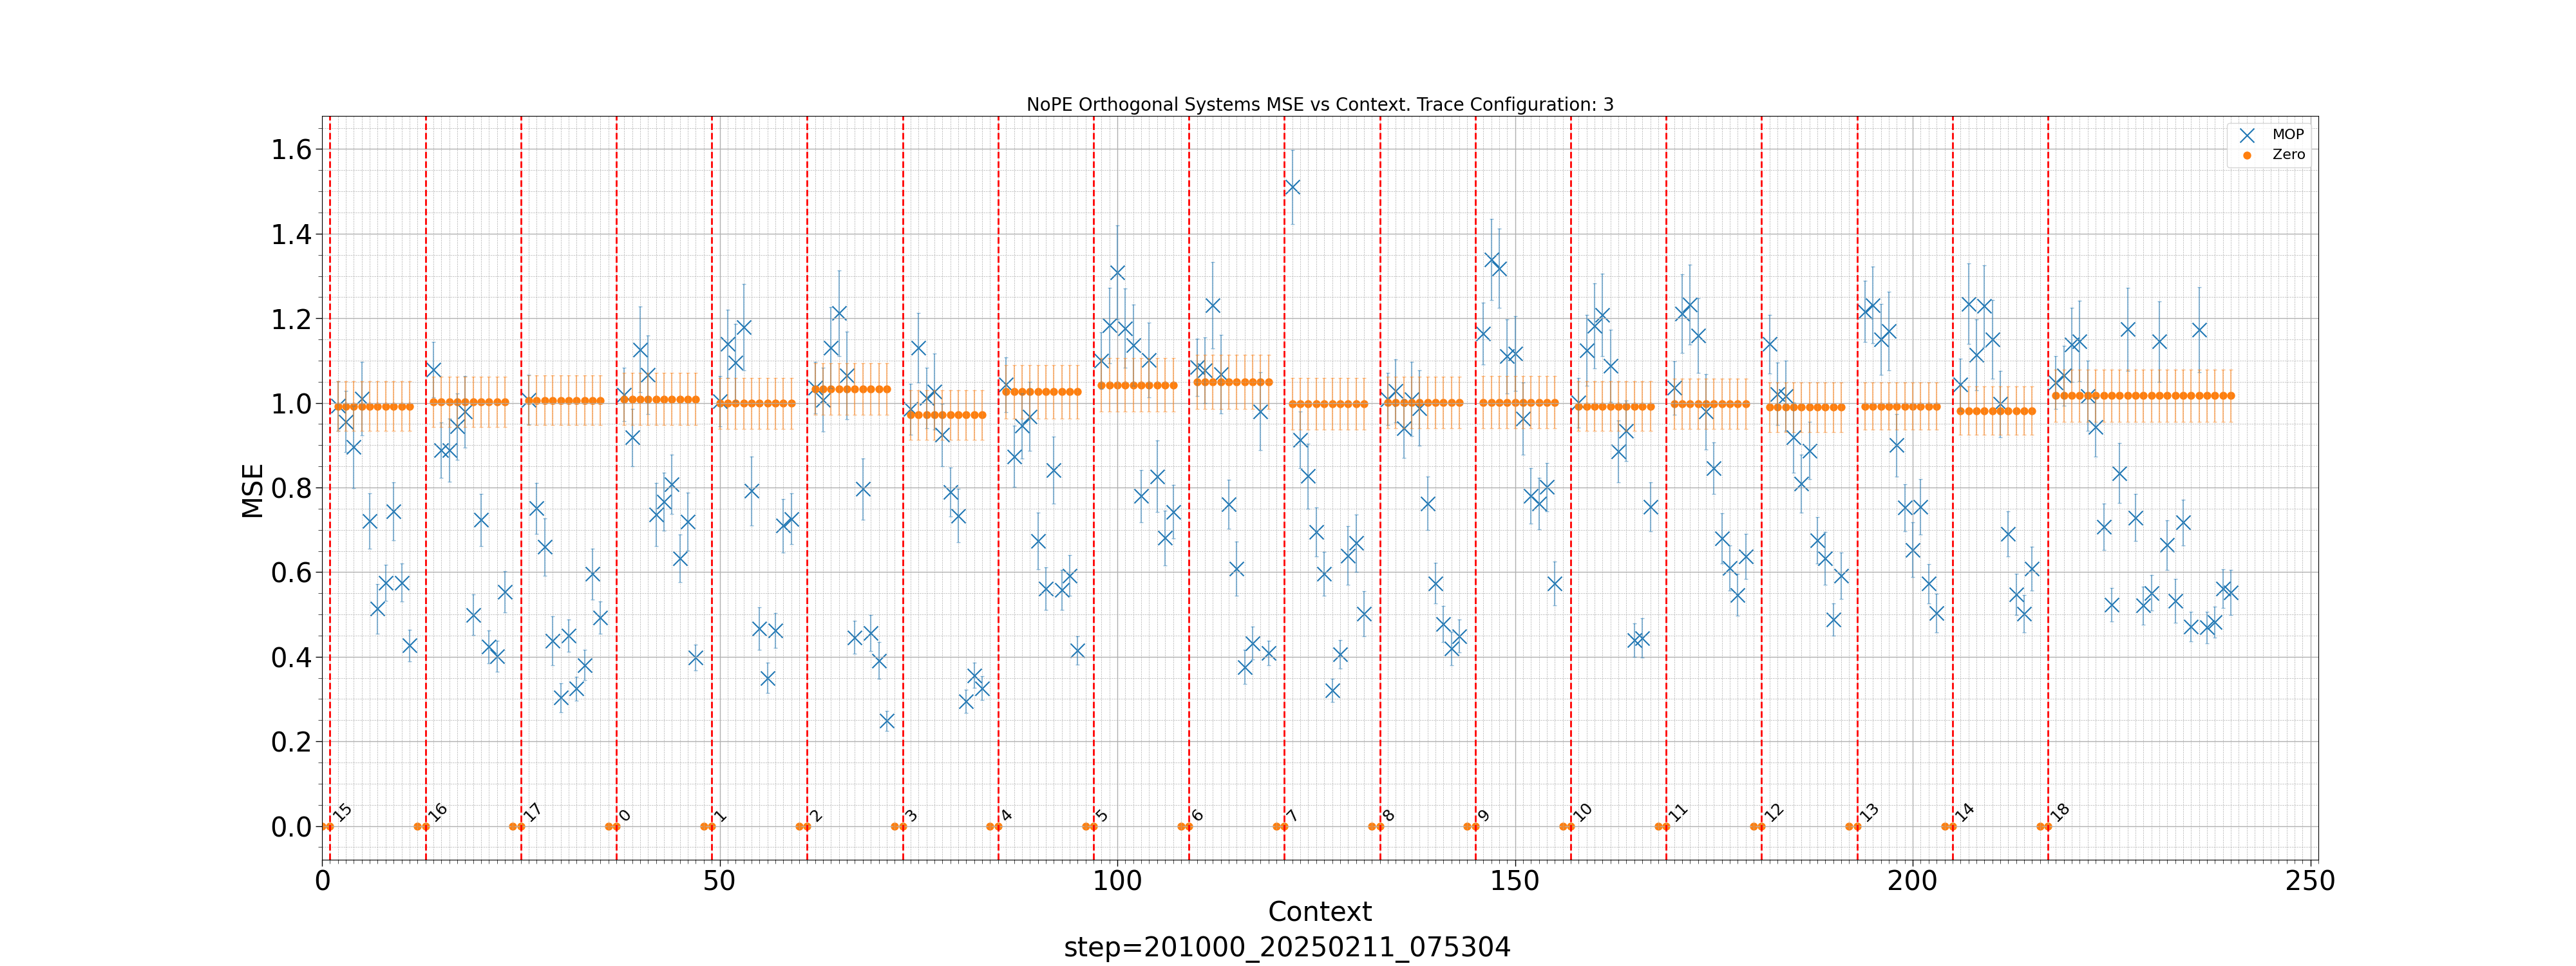 NoPE Orthogonal Systems MSE vs Context. Trace Configuration: 3
MOP
Zero
MSE
1.6
1.4
1.2
1.0
0.8
0.6
0.4
0.2
0.0
15 16 17 0 1 2 3 4 5 6 7 8 9 10 11 12 13 14 18
0 50 100 150 200 250
Context
step=201000_20250211_075304